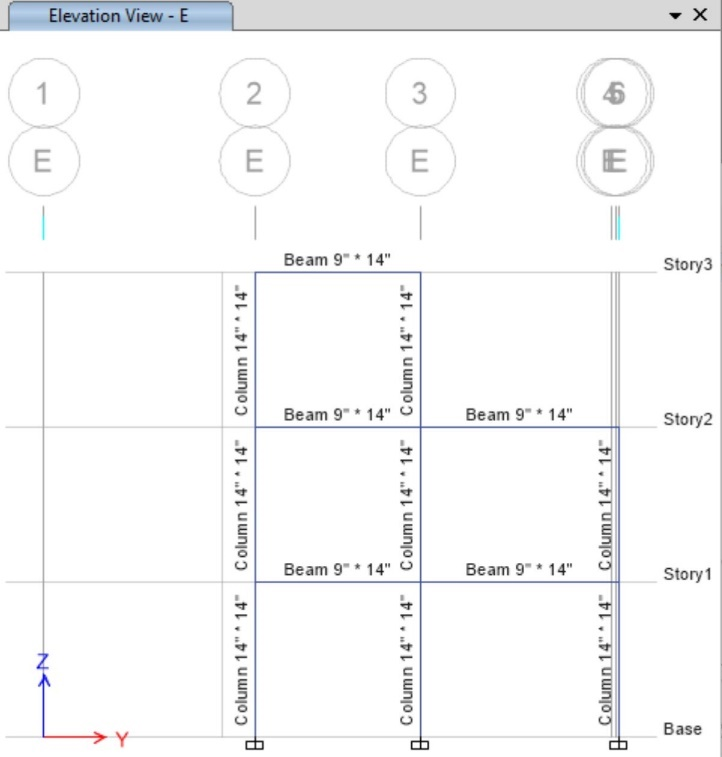 Elevation View - E
1 2 3 6
E E E E
Beam 9" * 14" Story3
Column 14" * 14" Column 14" * 14"
Beam 9" * 14" Beam 9" * 14" Story2
Column 14" * 14" Column 14" * 14" Column 14" * 14"
Beam 9" * 14" Beam 9" * 14" Story1
Column 14" * 14" Column 14" * 14" Column 14" * 14"
Z
Base
Y